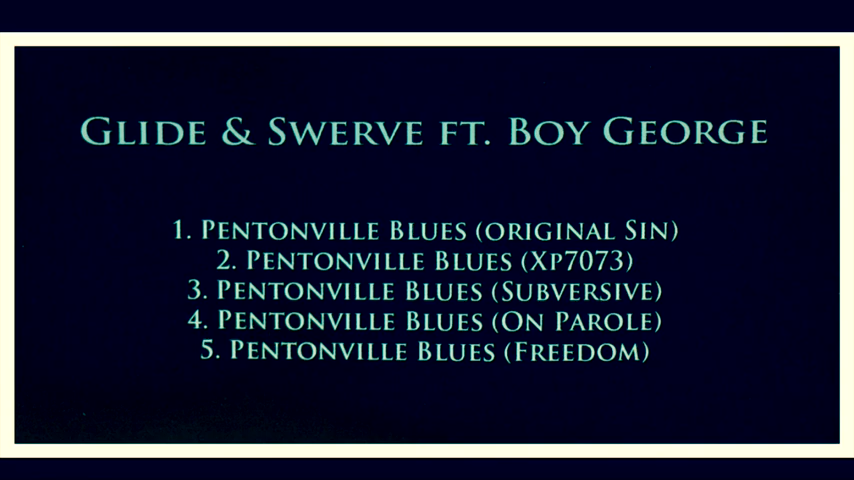 Glide & Swerve ft. Boy George
1. Pentonville Blues (original Sin)
2. Pentonville Blues (Xp7073)
3. Pentonville Blues (Subversive)
4. Pentonville Blues (On Parole)
5. Pentonville Blues (Freedom)